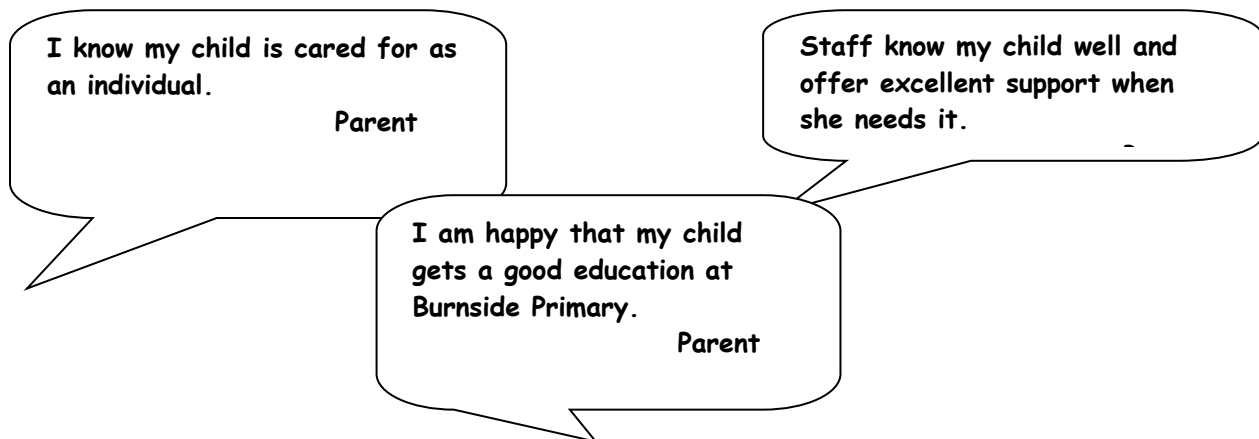 I know my child is cared for as
an individual.
Parent
Staff know my child well and
offer excellent support when
she needs it.
I am happy that my child
gets a good education at
Burnside Primary.
Parent